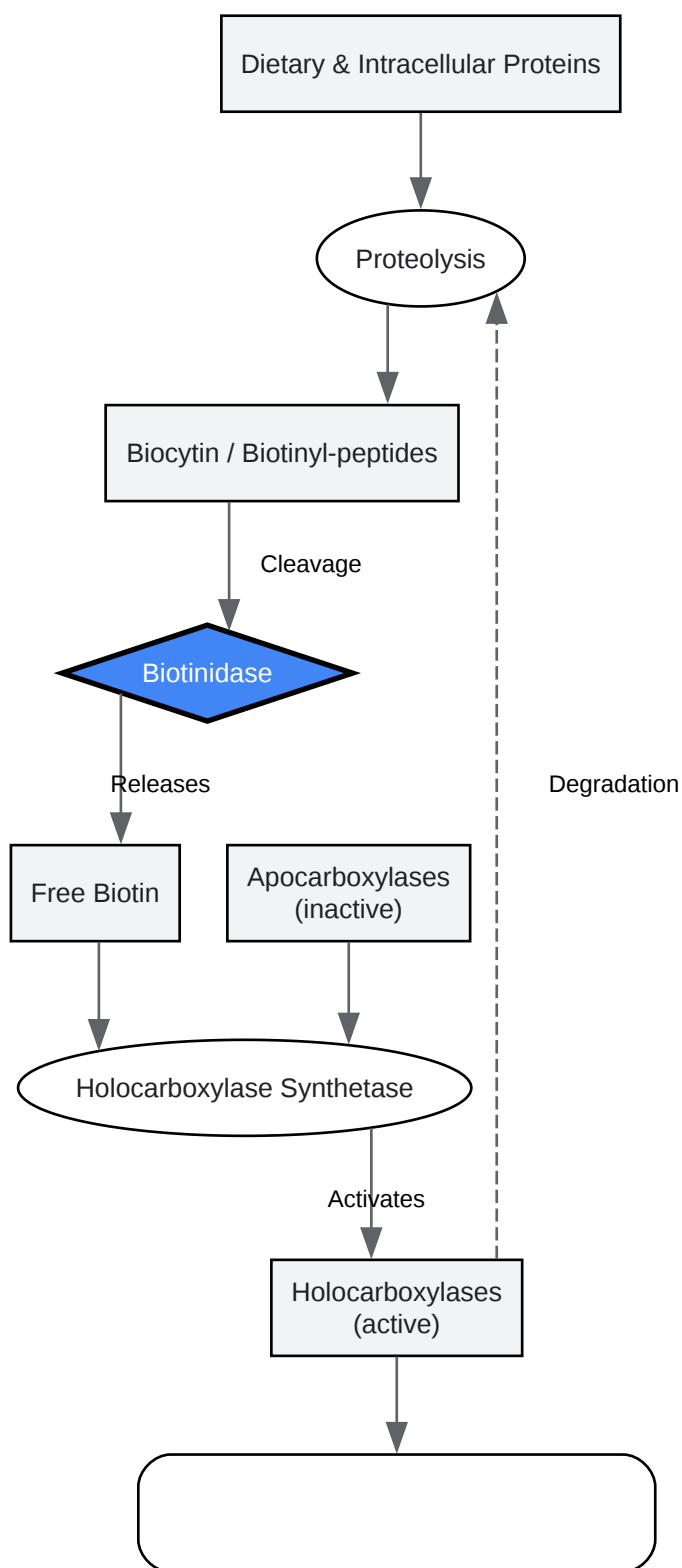 Dietary & Intracellular Proteins
Proteolysis
Biocytin / Biotinyl-peptides
Cleavage
Biotinidase
Releases
Degradation
Free Biotin
Apocarboxylases
(inactive)
Holocarboxylase Synthetase
Activates
Holocarboxylases
(active)